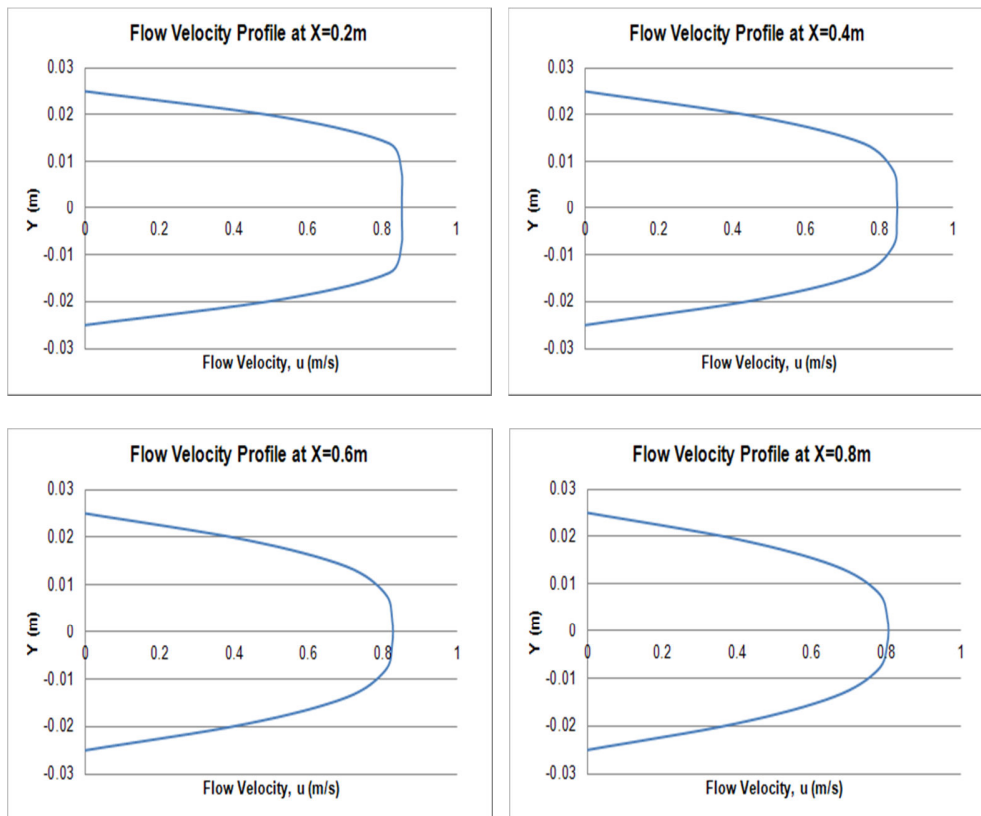 Flow Velocity Profile at X=0.2m
0.03
0.02
0.01
0
-0.01
-0.02
-0.03
0 0.2 0.4 0.6 0.8 1
Y (m)
Flow Velocity, u (m/s)
Flow Velocity Profile at X=0.4m
0.03
0.02
0.01
0
-0.01
-0.02
-0.03
0 0.2 0.4 0.6 0.8 1
Y (m)
Flow Velocity, u (m/s)
Flow Velocity Profile at X=0.6m
0.03
0.02
0.01
0
-0.01
-0.02
-0.03
0 0.2 0.4 0.6 0.8 1
Y (m)
Flow Velocity, u (m/s)
Flow Velocity Profile at X=0.8m
0.03
0.02
0.01
0
-0.01
-0.02
-0.03
0 0.2 0.4 0.6 0.8 1
Y (m)
Flow Velocity, u (m/s)